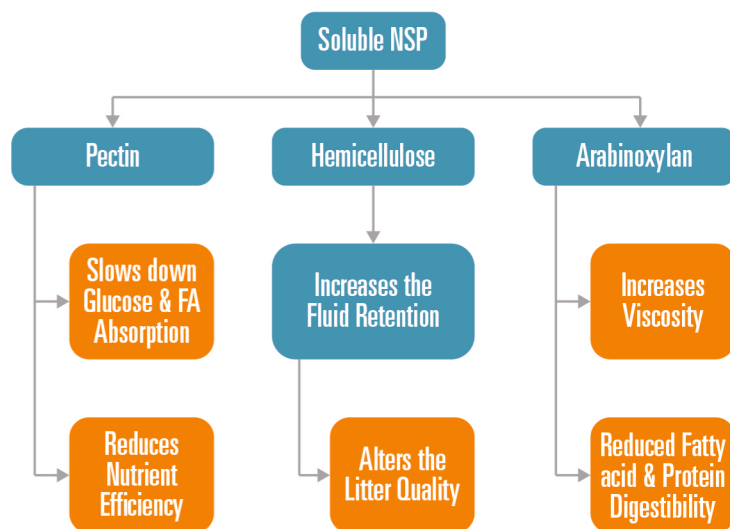 Soluble NSP
Pectin
Hemicellulose
Arabinoxylan
Slows down
Glucose & FA
Absorption
Increases the
Fluid Retention
Increases
Viscosity
Reduces
Nutrient
Efficiency
Alters the
Litter Quality
Reduced Fatty
acid & Protein
Digestibility